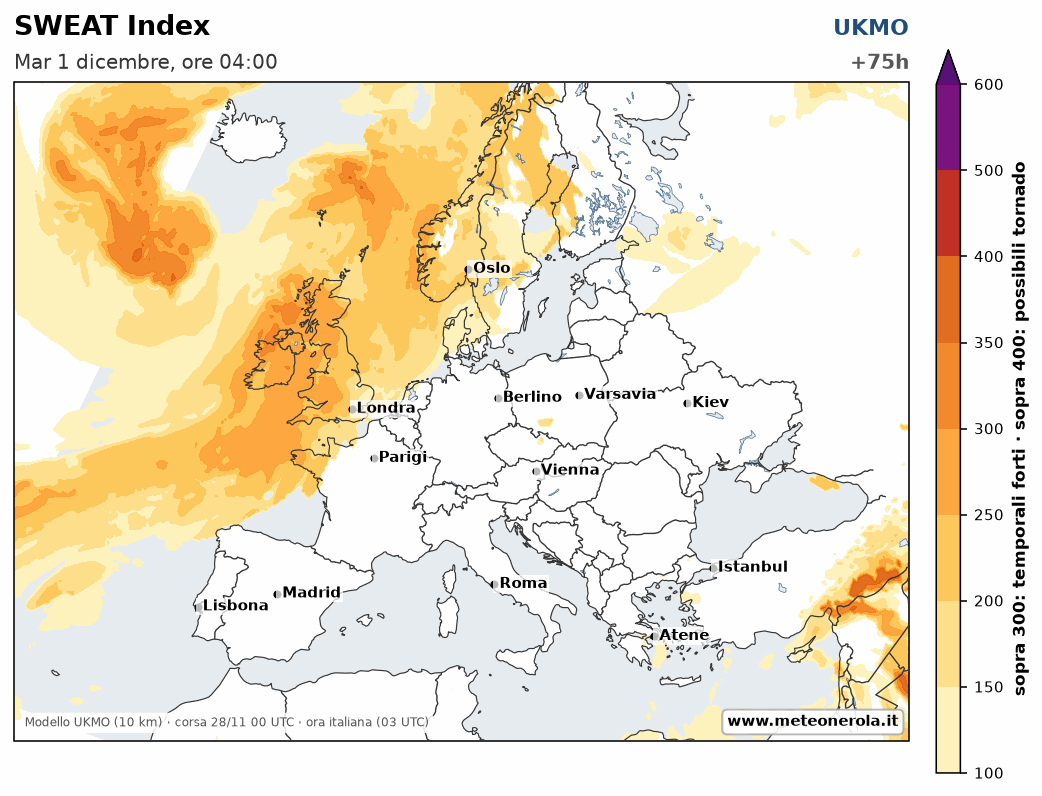 SWEAT Index
UKMO
Mar 1 dicembre, ore 04:00
+75h
600
500
400
350
300
250
200
150
100
sopra 300: temporali forti · sopra 400: possibili tornado
Oslo
Berlino
Varsavia
Kiev
Londra
Parigi
Vienna
Istanbul
Roma
Madrid
Lisbona
Atene
Modello UKMO (10 km) · corsa 28/11 00 UTC · ora italiana (03 UTC)
www.meteonerola.it